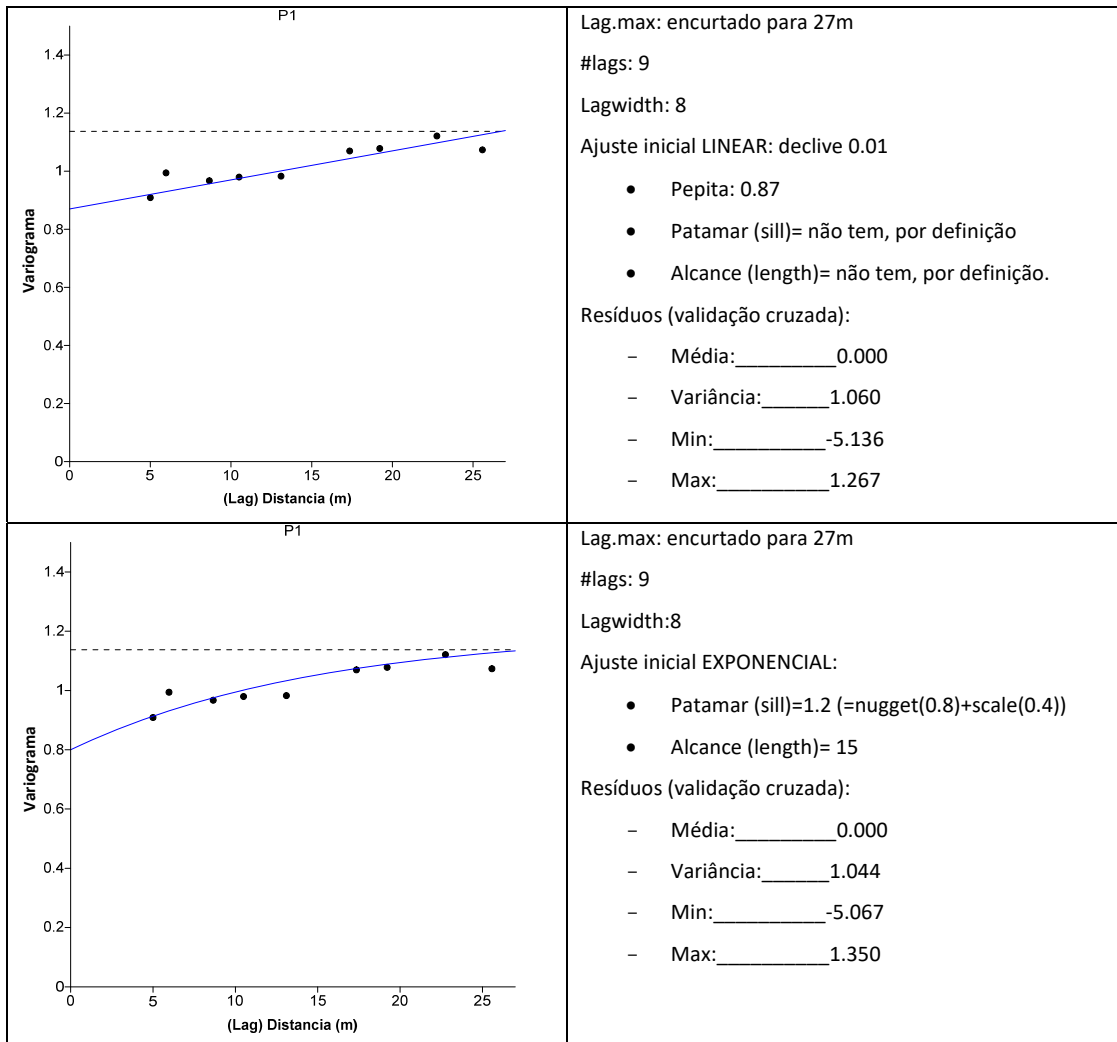 P1
1.4
1.2
1
0.8
0.6
0.4
0.2
0
0 5 10 15 20 25
Variograma
(Lag) Distancia (m)
Lag.max: encurtado para 27m
#lags: 9
Lagwidth: 8
Ajuste inicial LINEAR: declive 0.01
● Pepita: 0.87
● Patamar (sill)= não tem, por definição
● Alcance (length)= não tem, por definição.
Resíduos (validação cruzada):
- Média:_________0.000
- Variância:______1.060
- Min:__________-5.136
- Max:__________1.267
P1
1.4
1.2
1
0.8
0.6
0.4
0.2
0
0 5 10 15 20 25
Variograma
(Lag) Distancia (m)
Lag.max: encurtado para 27m
#lags: 9
Lagwidth:8
Ajuste inicial EXPONENCIAL:
● Patamar (sill)=1.2 (=nugget(0.8)+scale(0.4))
● Alcance (length)= 15
Resíduos (validação cruzada):
- Média:_________0.000
- Variância:______1.044
- Min:__________-5.067
- Max:__________1.350